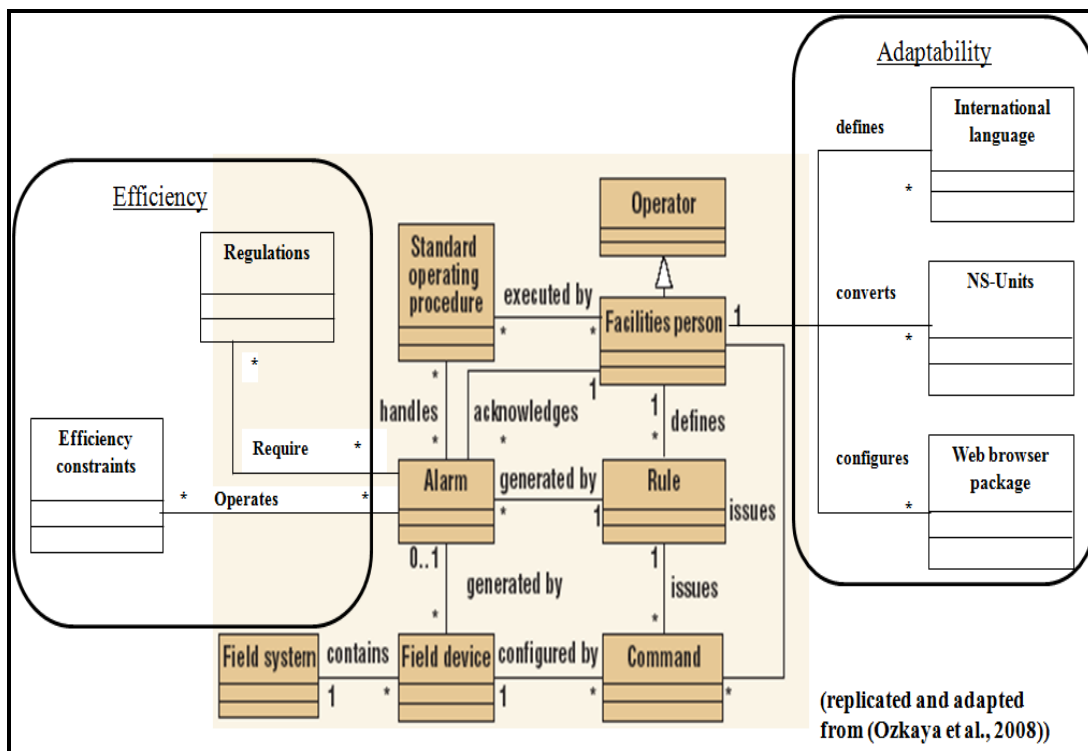 Adaptability
International
language
defines
*
NS-Units
converts
*
Web browser
package
configures
*
Efficiency
Regulations
*
Require *
Efficiency
constraints
* Operates *
Operator
Standard
operating
procedure
executed by
* *
Facilities person
1
*
handles
*
acknowledges
1
*
1
defines
*
Alarm
generated by
* 1
Rule
issues
0..1
generated by
*
1
issues
*
Field system
contains
1 *
Field device
configured by
1 *
Command
*
(replicated and adapted
from (Ozkaya et al., 2008))